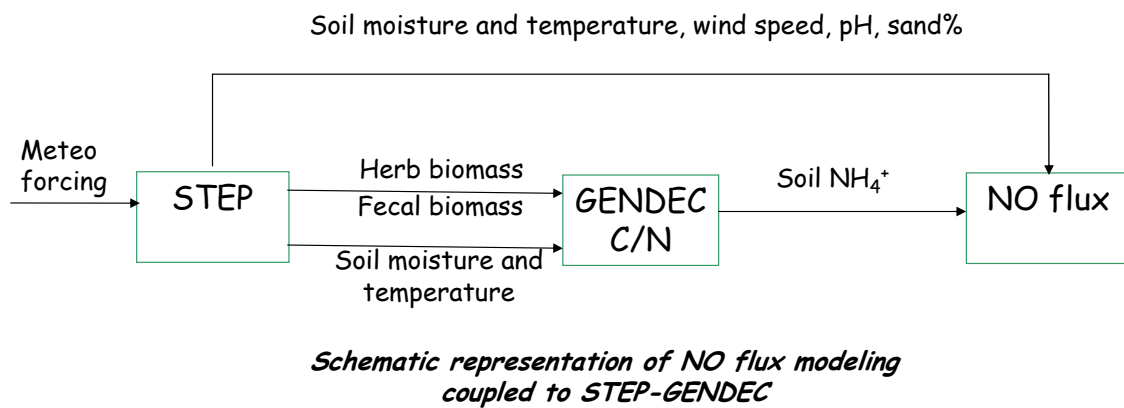 Soil moisture and temperature, wind speed, pH, sand%
Meteo
forcing
STEP
Herb biomass
Fecal biomass
Soil moisture and
temperature
GENDEC
C/N
Soil NH₄⁺
NO flux
Schematic representation of NO flux modeling
coupled to STEP-GENDEC